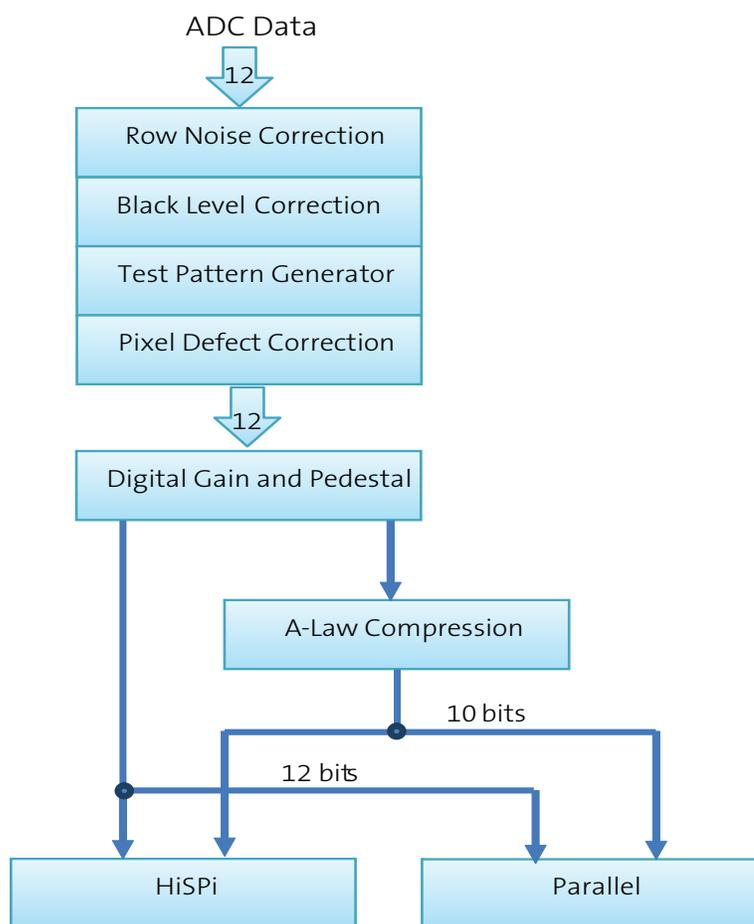 ADC Data
12
Row Noise Correction
Black Level Correction
Test Pattern Generator
Pixel Defect Correction
12
Digital Gain and Pedestal
A-Law Compression
10 bits
12 bits
HiSPi
Parallel